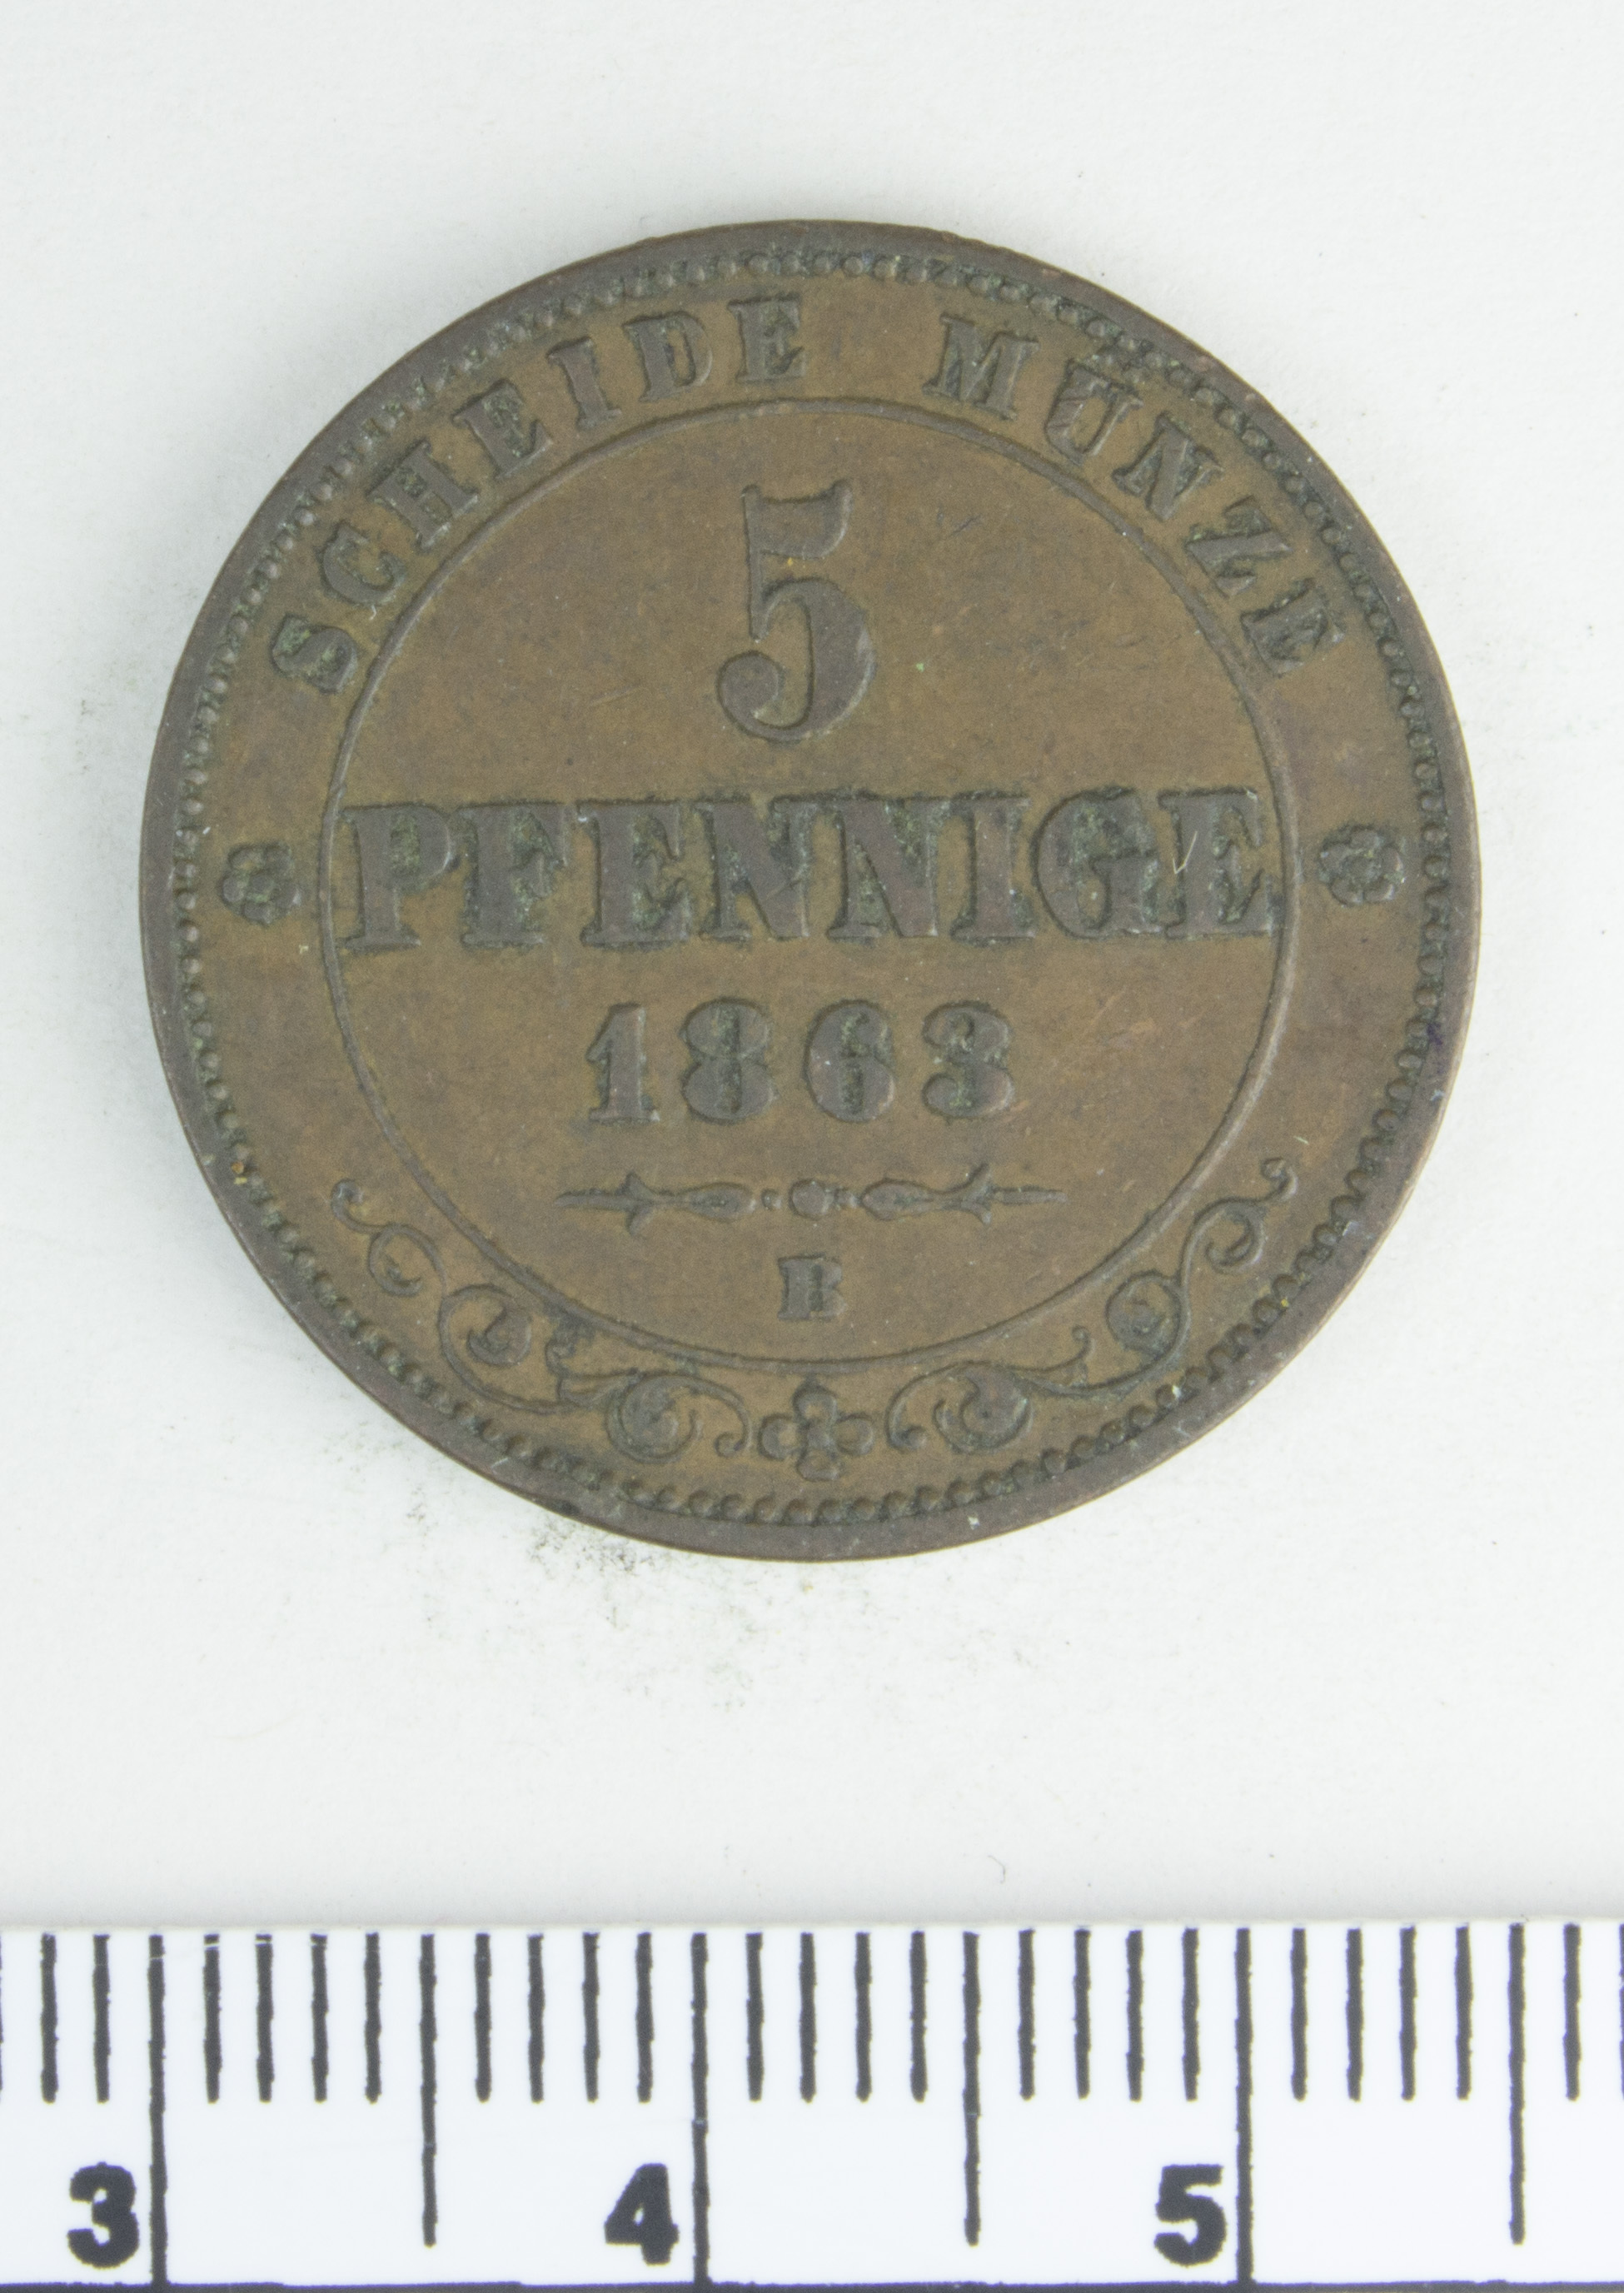 SCHEIDE MÜNZE
5
PFENNIGE
1863
B
3 4 5